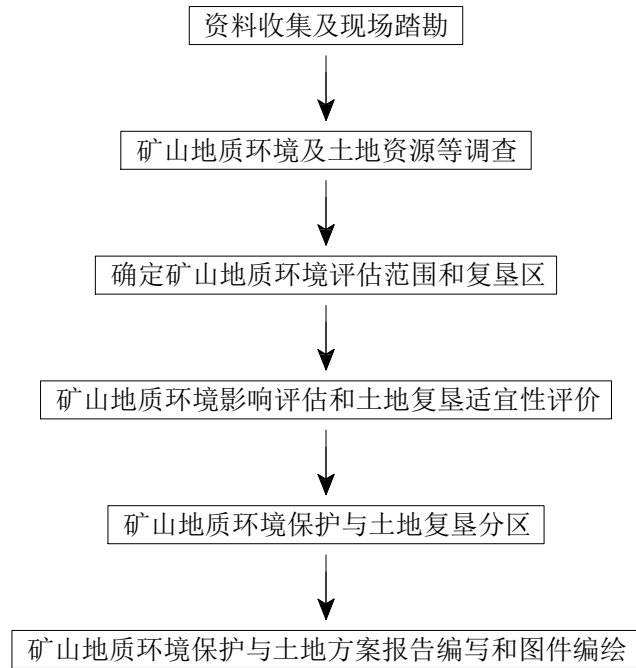 资料收集及现场踏勘
矿山地质环境及土地资源等调查
确定矿山地质环境评估范围和复垦区
矿山地质环境影响评估和土地复垦适宜性评价
矿山地质环境保护与土地复垦分区
矿山地质环境保护与土地方案报告编写和图件编绘